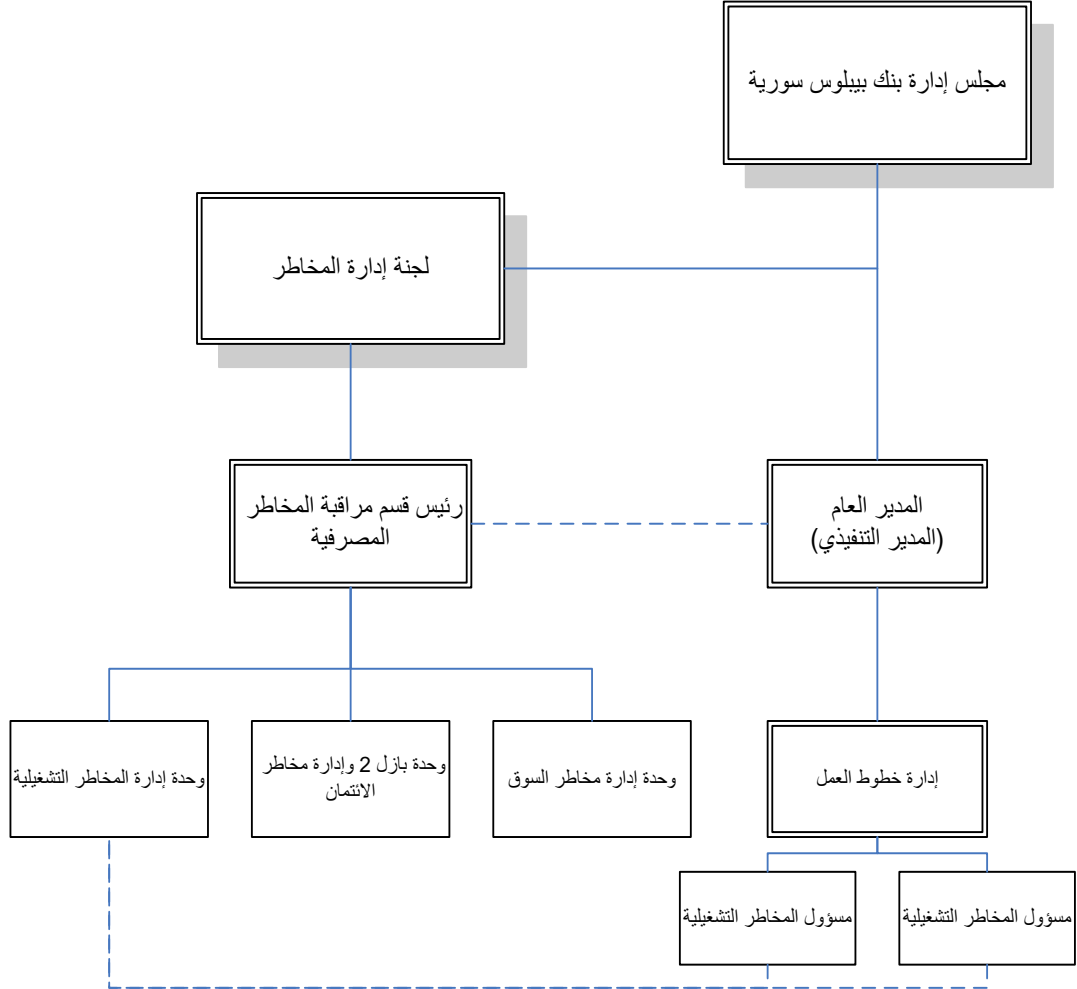 مجلس إدارة بنك بيبلوس سورية
لجنة إدارة المخاطر
المدير العام
(المدير التنفيذي)
رئيس قسم مراقبة المخاطر
المصرفية
إدارة خطوط العمل
وحدة إدارة مخاطر السوق
وحدة بازل 2 وإدارة مخاطر
الائتمان
وحدة إدارة المخاطر التشغيلية
مسؤول المخاطر التشغيلية
مسؤول المخاطر التشغيلية